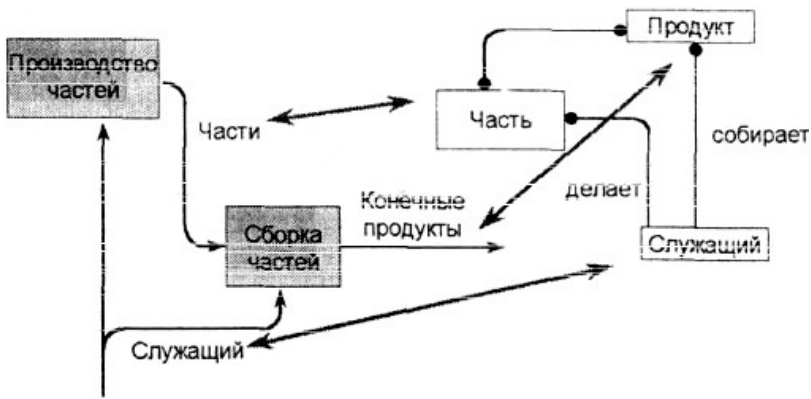 Производство
частей
Продукт
Часть
Части
собирает
делает
Конечные
продукты
Сборка
частей
Служащий
Служащий